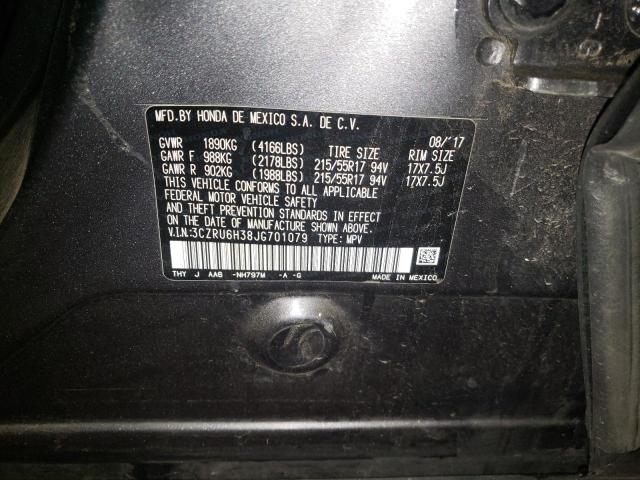 MFD.BY HONDA DE MEXICO S.A. DE C.V.
08/'17
GVWR 1890KG (4166LBS) TIRE SIZE RIM SIZE
GAWR F 988KG (2178LBS) 215/55R17 94V 17X7.5J
GAWR R 902KG (1988LBS) 215/55R17 94V 17X7.5J
THIS VEHICLE CONFORMS TO ALL APPLICABLE
FEDERAL MOTOR VEHICLE SAFETY
AND THEFT PREVENTION STANDARDS IN EFFECT
ON THE DATE OF MANUFACTURE SHOWN ABOVE.
V.I.N.:3CZRU6H38JG701079 TYPE: MPV
THY J AAB -NH797M -A -G MADE IN MEXICO